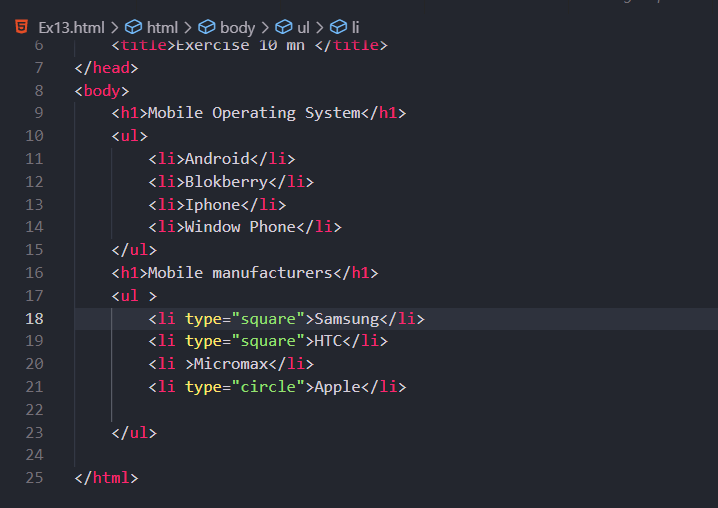 Ex13.html > html > body > ul > li
6 <title>Exercise 10 mn </title>
7 </head>
8 <body>
9 <h1>Mobile Operating System</h1>
10 <ul>
11 <li>Android</li>
12 <li>Blokberry</li>
13 <li>Iphone</li>
14 <li>Window Phone</li>
15 </ul>
16 <h1>Mobile manufacturers</h1>
17 <ul >
18 <li type="square">Samsung</li>
19 <li type="square">HTC</li>
20 <li >Micromax</li>
21 <li type="circle">Apple</li>
22
23 </ul>
24
25 </html>